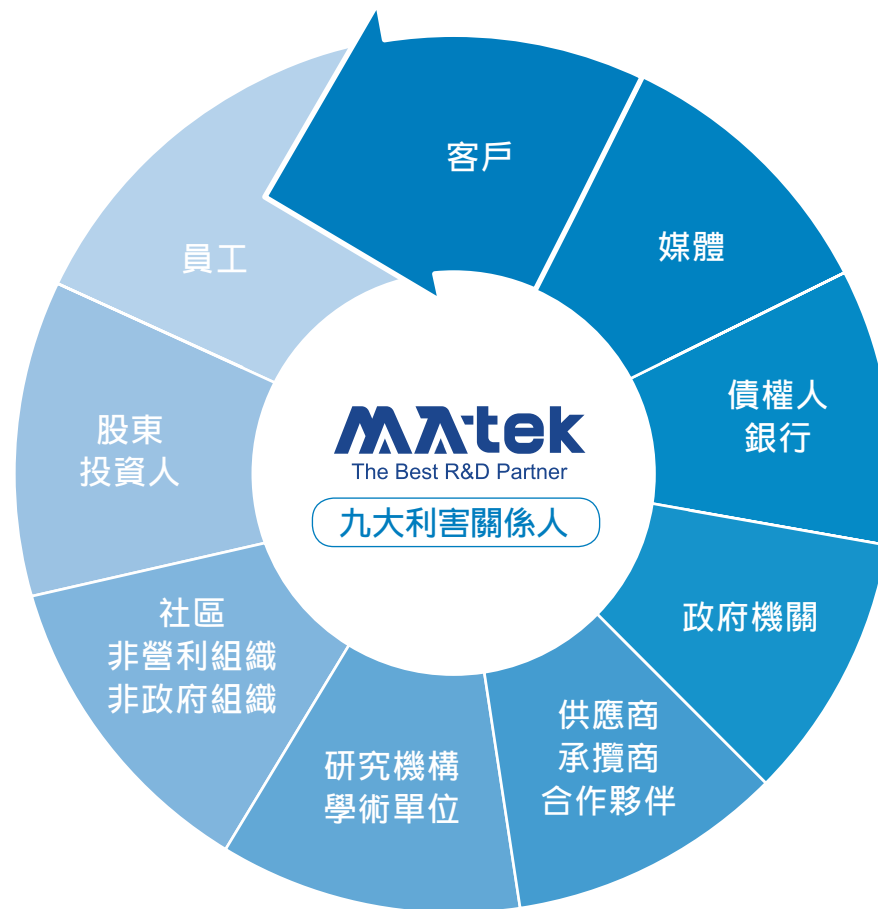 客戶
媒體
債權人
銀行
政府機關
供應商
承攬商
合作夥伴
研究機構
學術單位
社區
非營利組織
非政府組織
股東
投資人
員工
MA-tek
The Best R&D Partner
九大利害關係人